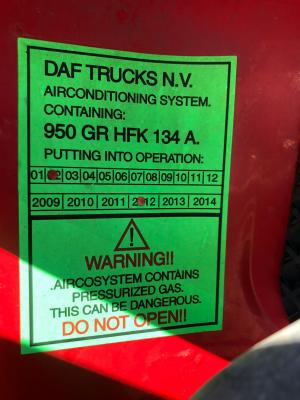 DAF TRUCKS N.V.
AIRCONDITIONING SYSTEM.
CONTAINING:
950 GR HFK 134 A.
PUTTING INTO OPERATION:
01 02 03 04 05 06 07 08 09 10 11 12
2009 2010 2011 2012 2013 2014
WARNING!!
.AIRCOSYSTEM CONTAINS
PRESSURIZED GAS.
THIS CAN BE DANGEROUS.
DO NOT OPEN!!